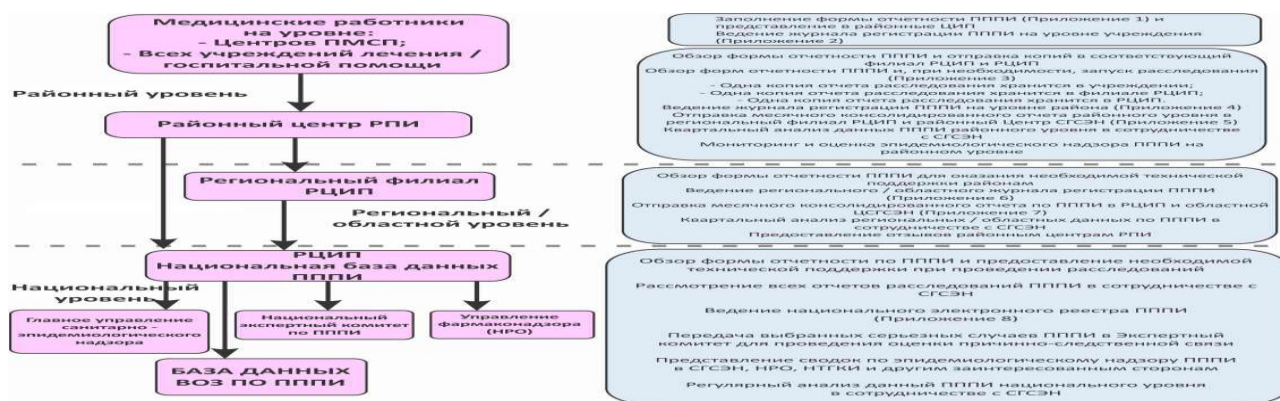 Медицинские работники
на уровне:
- Центров ПМСП;
- Всех учреждений лечения /
госпитальной помощи
Районный уровень
Районный центр РПИ
Региональный филиал
РЦИП
Региональный /
областной уровень
РЦИП
Национальная база данных
ПППИ
Национальный
уровень
Главное управление
санитарно -
эпидемиологического
надзора
Национальный
экспертный комитет
по ПППИ
Управление
фармаконадзора
(НРО)
БАЗА ДАННЫХ
ВОЗ ПО ПППИ
Заполнение формы отчетности ПППИ (Приложение 1) и
представление в районные ЦИП
Ведение журнала регистрации ПППИ на уровне учреждения
(Приложение 2)
Обзор формы отчетности ПППИ и отправка копий в соответствующий
филиал РЦИП и РЦИП
Обзор форм отчетности ПППИ и, при необходимости, запуск расследования
(Приложение 3)
- Одна копия отчета расследования хранится в учреждении;
- Одна копия отчета расследования хранится в филиале РЦИП;
- Одна копия отчета расследования хранится в РЦИП.
Ведение журнала регистрации ПППИ на уровне района (Приложение 4)
Отправка месячного консолидированного отчета районного уровня в
региональный филиал РЦИП и районный Центр СГСЭН (Приложение 5)
Квартальный анализ данных ПППИ районного уровня в сотрудничестве
с СГСЭН
Мониторинг и оценка эпидемиологического надзора ПППИ на
районном уровне
Обзор формы отчетности ПППИ для оказания необходимой технической
поддержки районам
Ведение регионального / областного журнала регистрации ПППИ
(Приложение 6)
Отправка месячного консолидированного отчета по ПППИ в РЦИП и областной
ЦСГСЭН (Приложение 7)
Квартальный анализ региональных / областных данных по ПППИ в
сотрудничестве с СГСЭН
Предоставление отзывов районным центрам РПИ
Обзор формы отчетности по ПППИ и предоставление необходимой
технической поддержки при проведении расследований
Рассмотрение всех отчетов расследований ПППИ в сотрудничестве с
СГСЭН
Ведение национального электронного реестра ПППИ
(Приложение 8)
Передача выбранных серьезных случаев ПППИ в Экспертный
комитет для проведения оценки причинно-следственной связи
Представление сводок по эпидемиологическому надзору ПППИ
в СГСЭН, НРО, НТГКИ и другим заинтересованным сторонам
Регулярный анализ данный ПППИ национального уровня
в сотрудничестве с СГСЭН